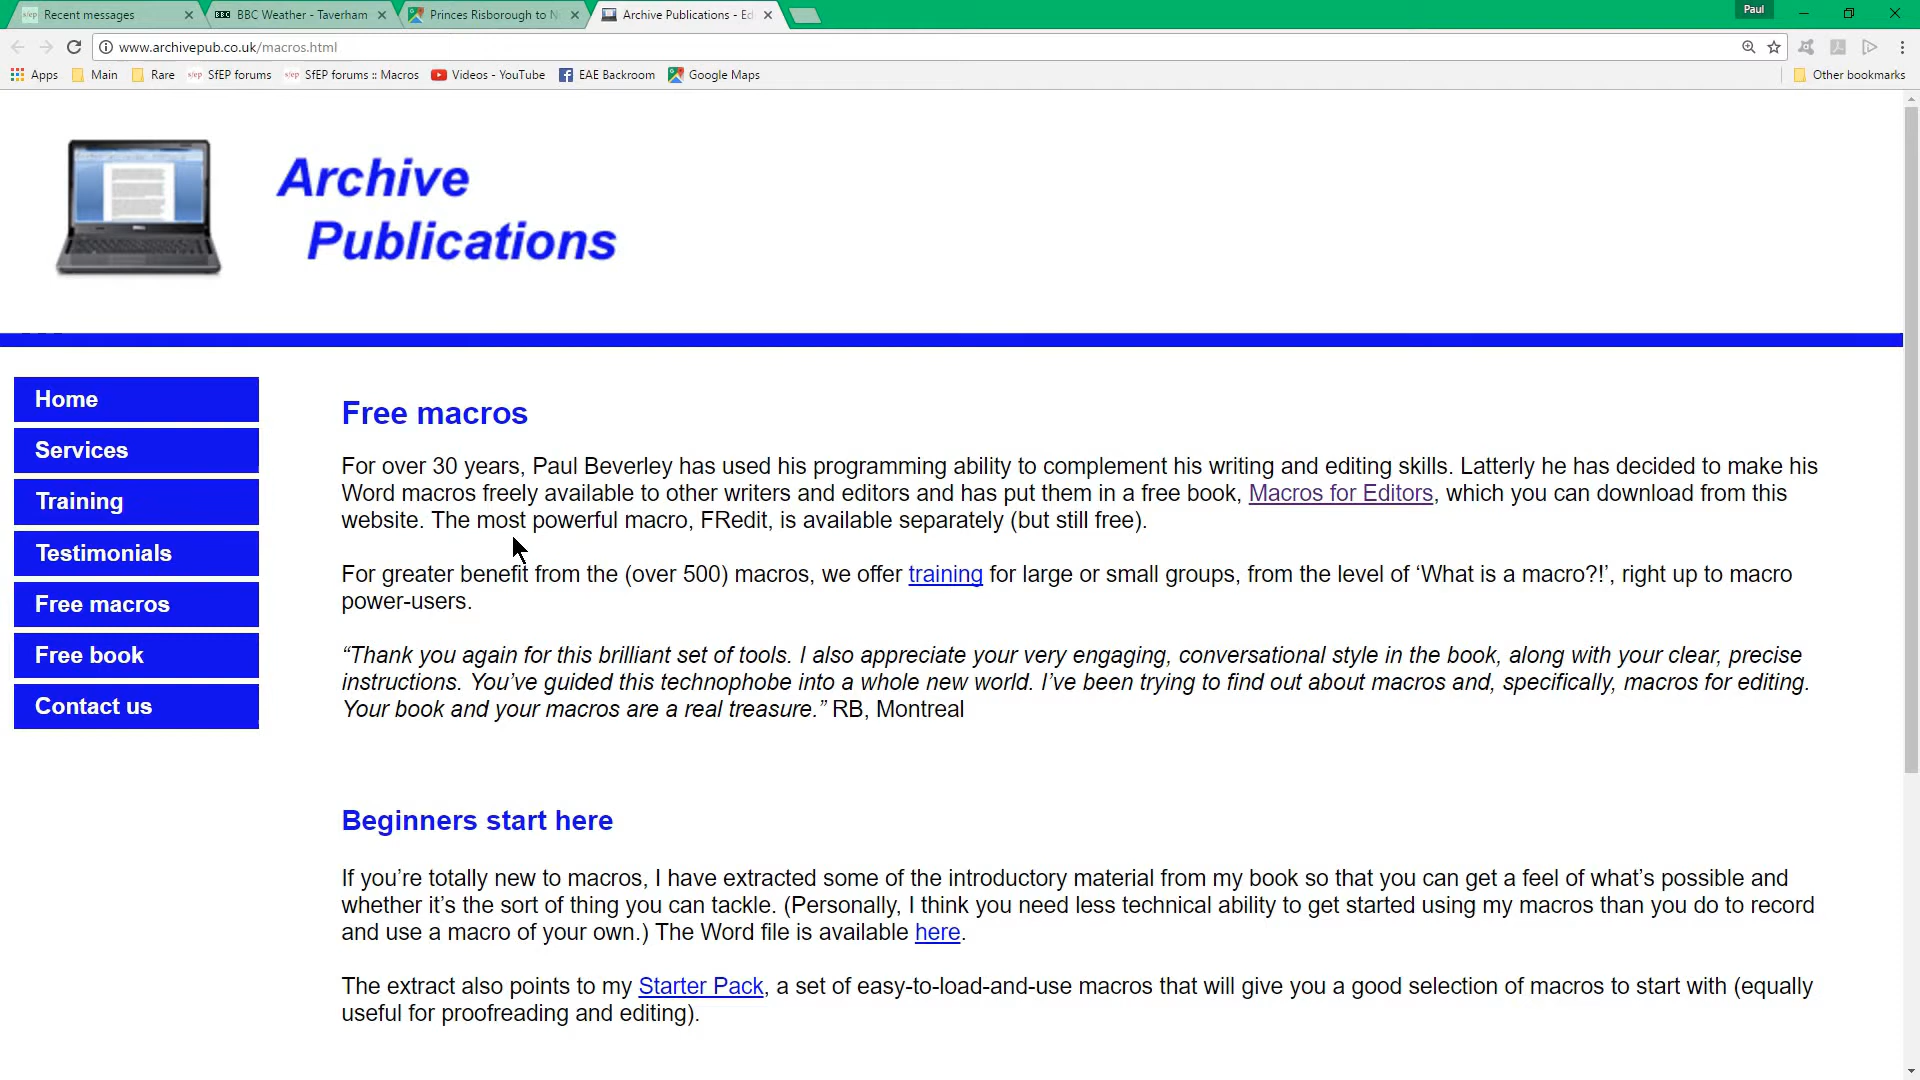 Recent messages
BBC Weather - Taverham
Princes Risborough to N
Archive Publications - Ed
Paul
www.archivepub.co.uk/macros.html
Apps
Main
Rare
SfEP forums
SfEP forums :: Macros
Videos - YouTube
EAE Backroom
Google Maps
Other bookmarks
Archive
Publications
Home
Services
Training
Testimonials
Free macros
Free book
Contact us
Free macros
For over 30 years, Paul Beverley has used his programming ability to complement his writing and editing skills. Latterly he has decided to make his
Word macros freely available to other writers and editors and has put them in a free book, Macros for Editors, which you can download from this
website. The most powerful macro, FRedit, is available separately (but still free).
For greater benefit from the (over 500) macros, we offer training for large or small groups, from the level of ‘What is a macro?!’, right up to macro
power-users.
“Thank you again for this brilliant set of tools. I also appreciate your very engaging, conversational style in the book, along with your clear, precise
instructions. You’ve guided this technophobe into a whole new world. I’ve been trying to find out about macros and, specifically, macros for editing.
Your book and your macros are a real treasure.” RB, Montreal
Beginners start here
If you’re totally new to macros, I have extracted some of the introductory material from my book so that you can get a feel of what’s possible and
whether it’s the sort of thing you can tackle. (Personally, I think you need less technical ability to get started using my macros than you do to record
and use a macro of your own.) The Word file is available here.
The extract also points to my Starter Pack, a set of easy-to-load-and-use macros that will give you a good selection of macros to start with (equally
useful for proofreading and editing).